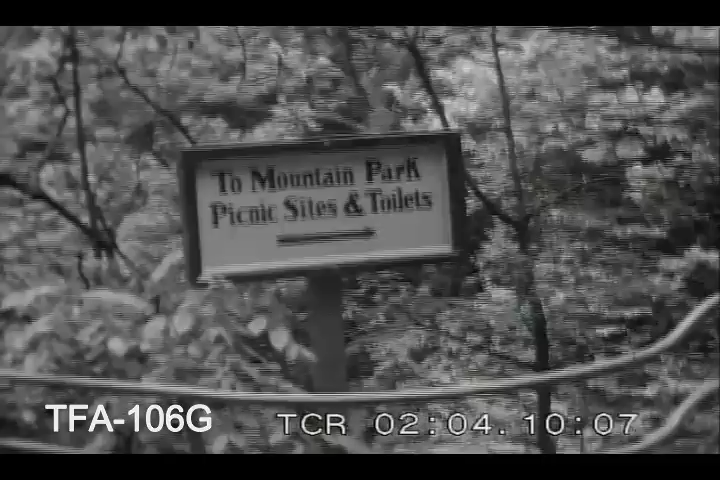 To Mountain Park
Picnic Sites & Toilets
TFA-106G
TCR 02:04.10:07